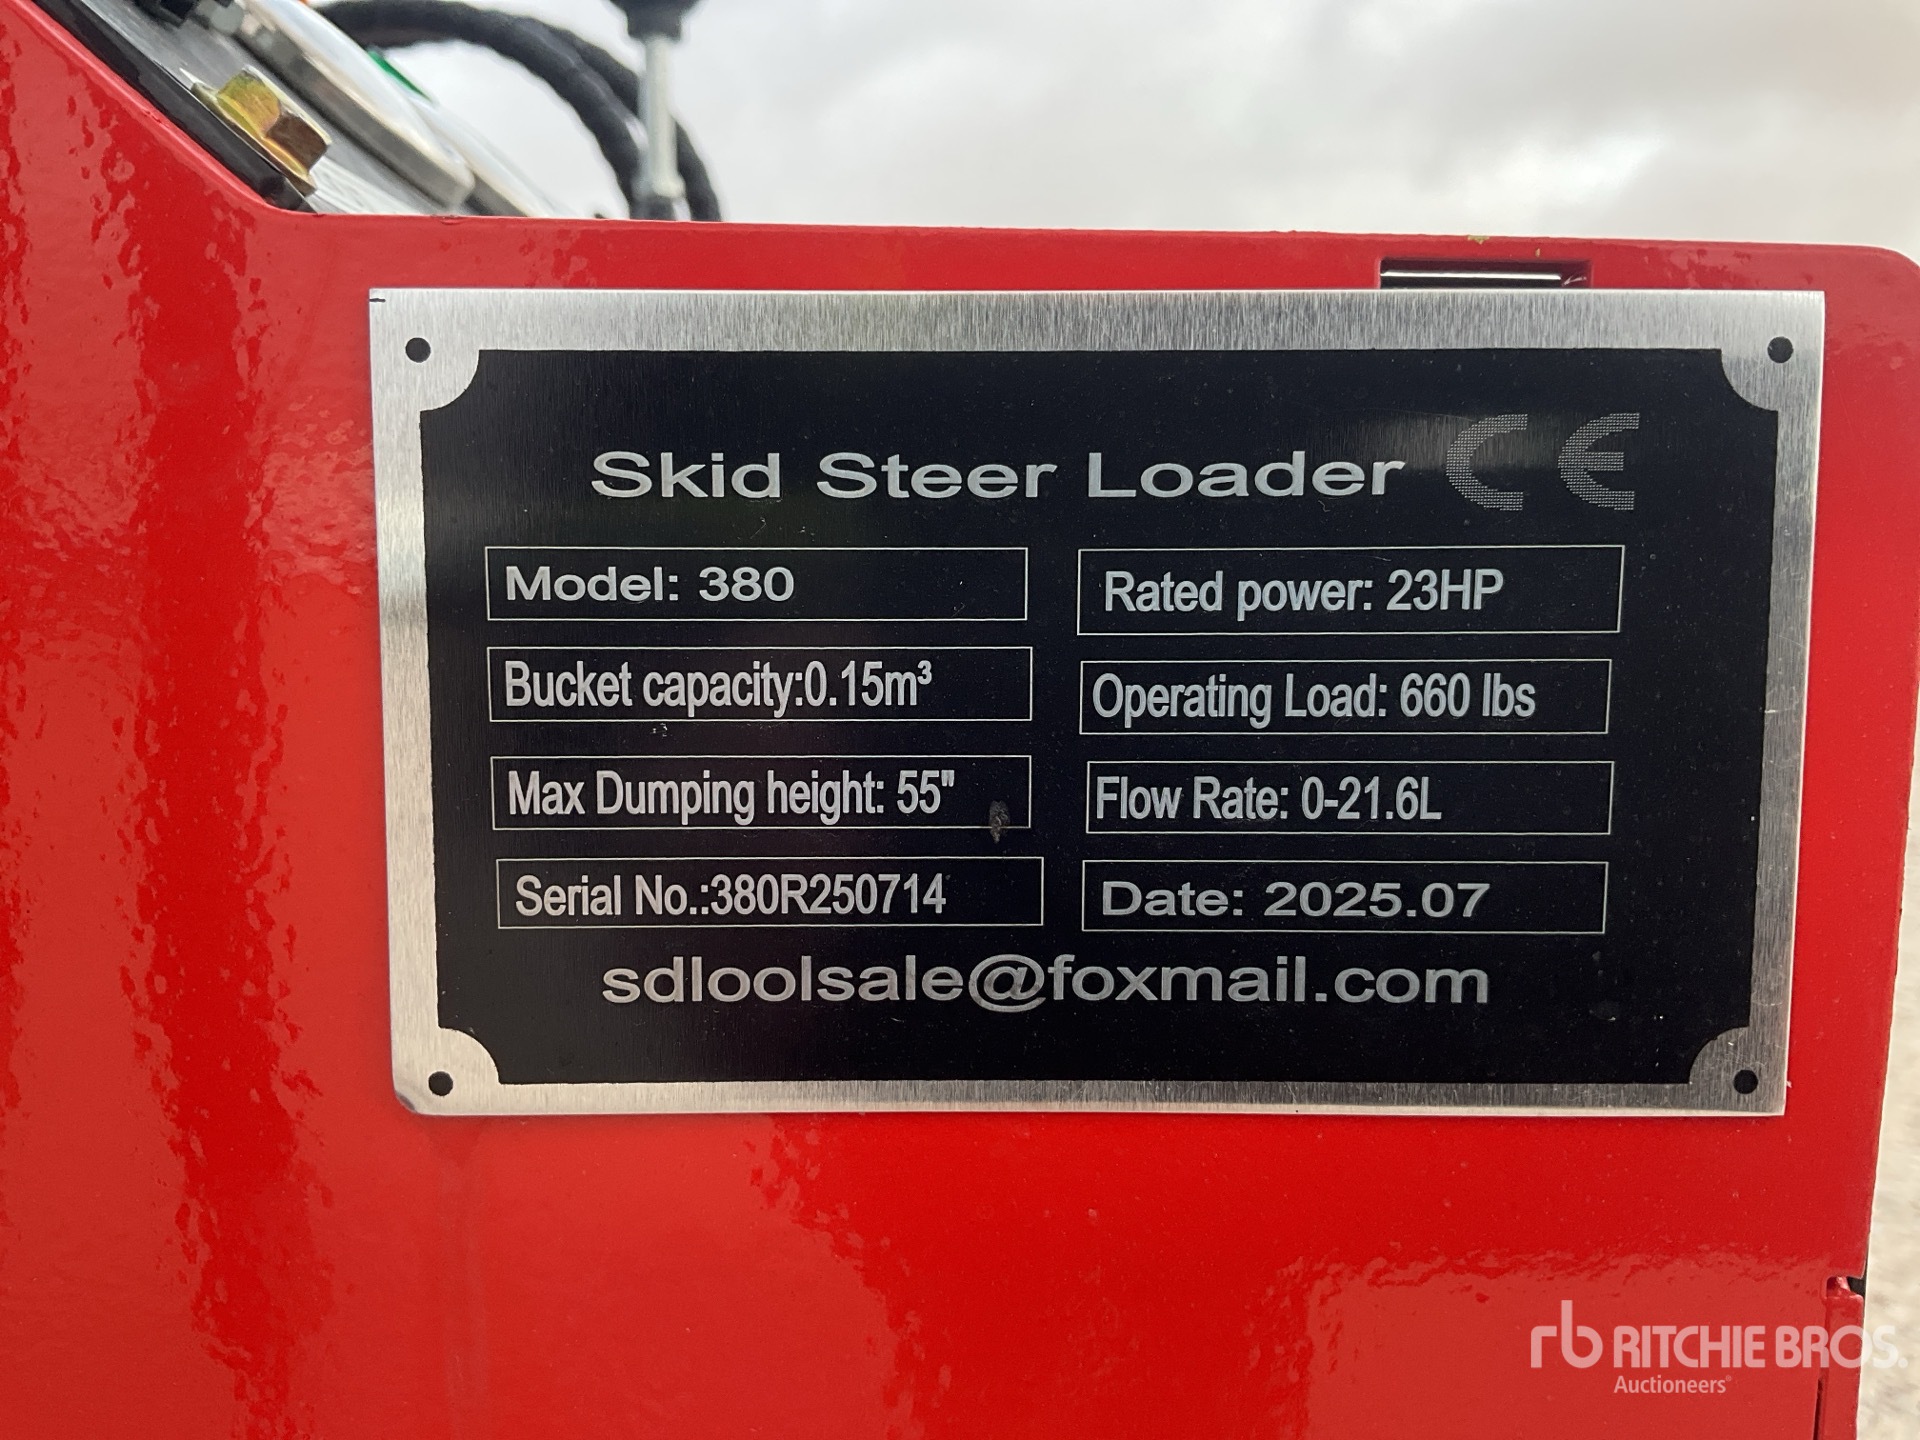 Skid Steer Loader CE
Model: 380
Rated power: 23HP
Bucket capacity:0.15m³
Operating Load: 660 lbs
Max Dumping height: 55"
Flow Rate: 0-21.6L
Serial No.:380R250714
Date: 2025.07
sdloolsale@foxmail.com
rb RITCHIE BROS.
Auctioneers